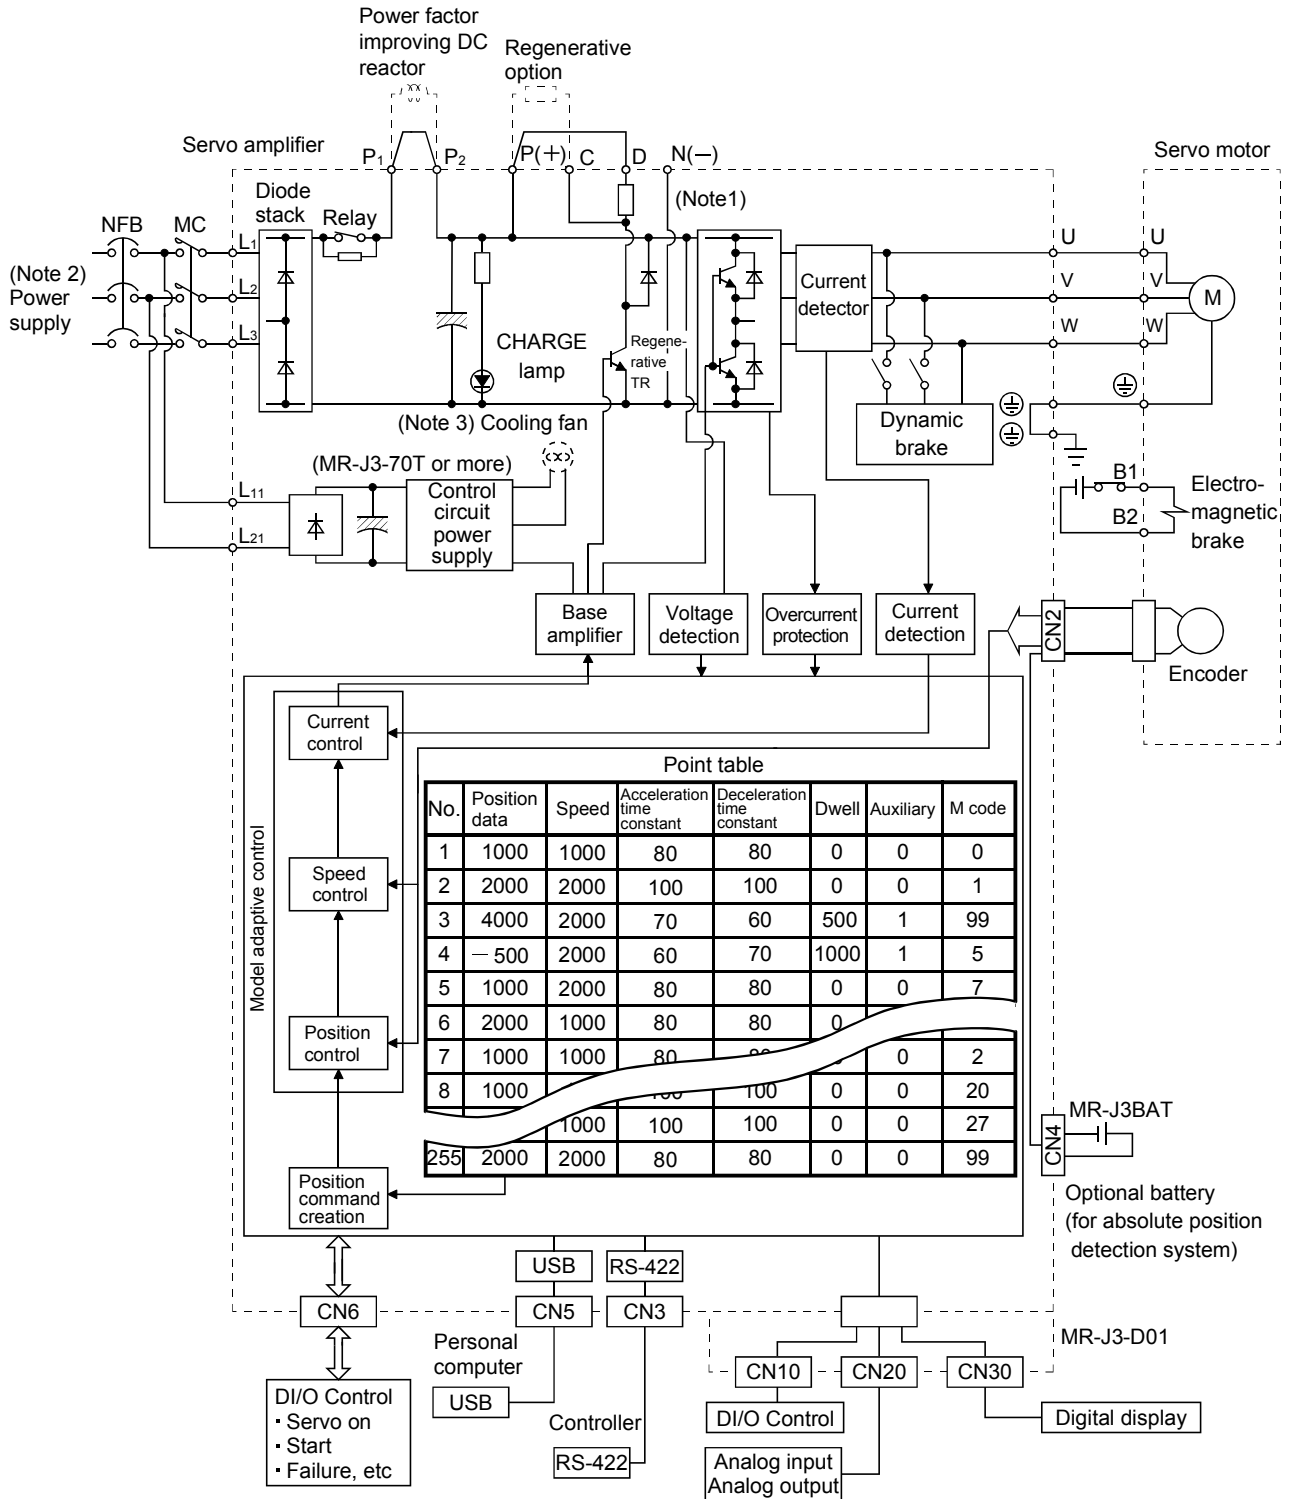 Power factor
improving DC
reactor
Regenerative
option
Servo amplifier
P1
P2
P(+)
C
D
N(−)
Servo motor
(Note1)
Diode
stack
Relay
NFB
MC
L1
L2
L3
(Note 2)
Power
supply
U
V
W
U
V
W
M
Current
detector
CHARGE
lamp
Regene-
rative
TR
Dynamic
brake
(Note 3) Cooling fan
(MR-J3-70T or more)
L11
L21
Control
circuit
power
supply
B1
B2
Electro-
magnetic
brake
Base
amplifier
Voltage
detection
Overcurrent
protection
Current
detection
CN2
Encoder
Model adaptive control
Current
control
Speed
control
Position
control
Position
command
creation
Point table
No. Position data Speed Acceleration time constant Deceleration time constant Dwell Auxiliary M code
1 1000 1000 80 80 0 0 0
2 2000 2000 100 100 0 0 1
3 4000 2000 70 60 500 1 99
4 −500 2000 60 70 1000 1 5
5 1000 2000 80 80 0 0 7
6 2000 1000 80 80 0
7 1000 1000 80 0 2
8 1000 100 0 0 20
1000 100 100 0 0 27
255 2000 2000 80 80 0 0 99
MR-J3BAT
CN4
Optional battery
(for absolute position
detection system)
USB
RS-422
CN6
CN5
CN3
MR-J3-D01
Personal
computer
USB
Controller
RS-422
CN10
CN20
CN30
DI/O Control
▪ Servo on
▪ Start
▪ Failure, etc
DI/O Control
Analog input
Analog output
Digital display